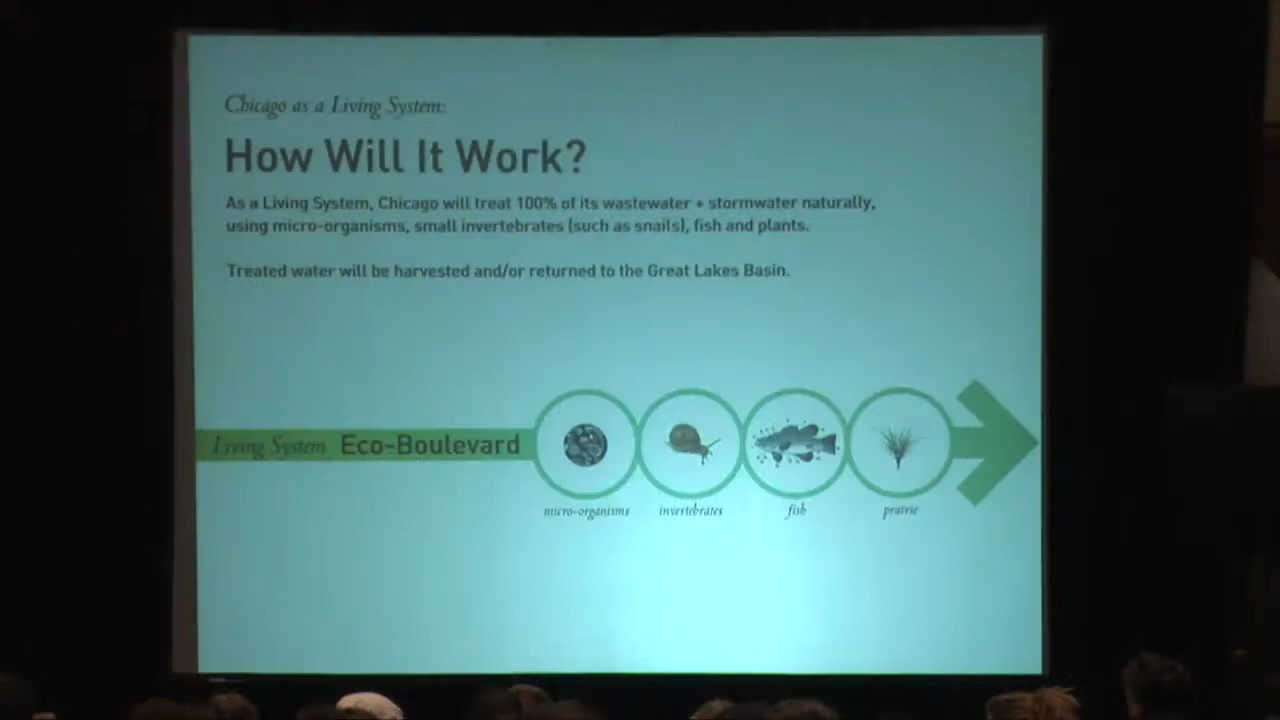 Chicago as a Living System:
How Will It Work?
As a Living System, Chicago will treat 100% of its wastewater + stormwater naturally,
using micro-organisms, small invertebrates (such as snails), fish and plants.
Treated water will be harvested and/or returned to the Great Lakes Basin.
Living System Eco-Boulevard
micro-organisms invertebrates fish prairie